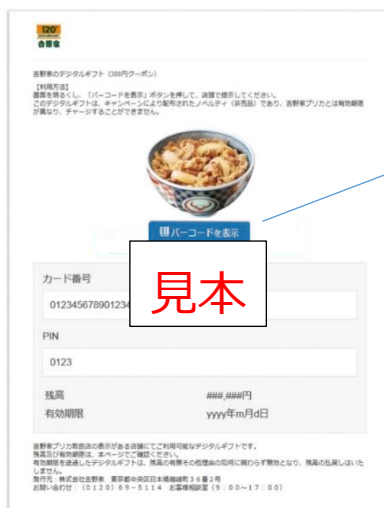 120
吉野家
吉野家のデジタルギフト（300円クーポン）
【利用方法】
画面を明るくし、「バーコードを表示」ボタンを押して、店頭で提示してください。
このデジタルギフトは、キャンペーンにより配布されたノベルティ（非売品）であり、吉野家プリカとは有効期限
が異なり、チャージすることができません。
バーコードを表示
見本
カード番号
012345678901234
PIN
0123
残高 ###,###円
有効期限 yyyy年m月d日
吉野家プリカ取扱店の表示がある店舗にてご利用可能なデジタルギフトです。
残高及び有効期限は、本ページでご確認ください。
有効期限を過過したデジタルギフトは、残高の有無その他理由の如何に関わらず無効となり、残高の払戻しはいた
しません。
発行元：株式会社吉野家 東京都中央区日本橋箱崎町３６番２号
お問い合わせ：（０１２０）６９－５１１４ お客様相談室（９：００～１７：００）